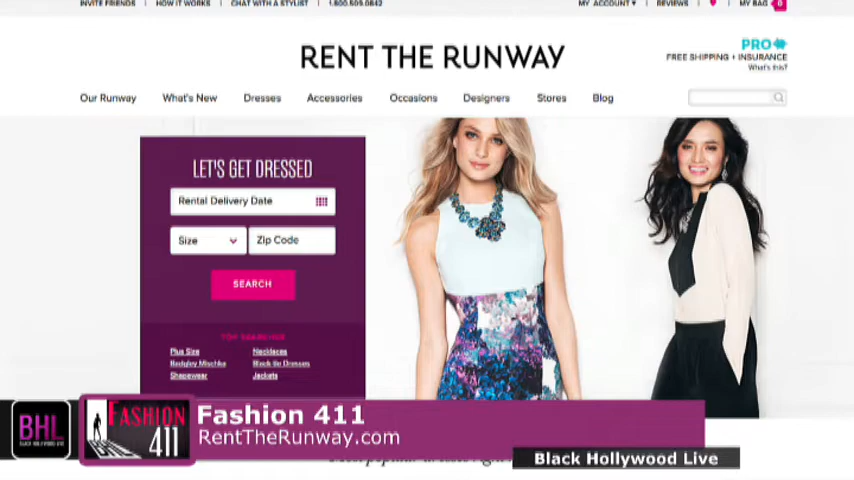 INVITE FRIENDS | HOW IT WORKS | CHAT WITH A STYLIST | 1.800.509.0842
MY ACCOUNT ▾ | REVIEWS | ♥ | MY BAG 0
RENT THE RUNWAY
PRO
FREE SHIPPING + INSURANCE
What's this?
Our Runway What's New Dresses Accessories Occasions Designers Stores Blog
LET'S GET DRESSED
Rental Delivery Date
Size Zip Code
SEARCH
TOP SEARCHES
Plus Size Necklaces
Badgley Mischka Black Tie Dresses
Shapewear Jackets
BHL
FASHION
411
Fashion 411
RentTheRunway.com
Black Hollywood Live